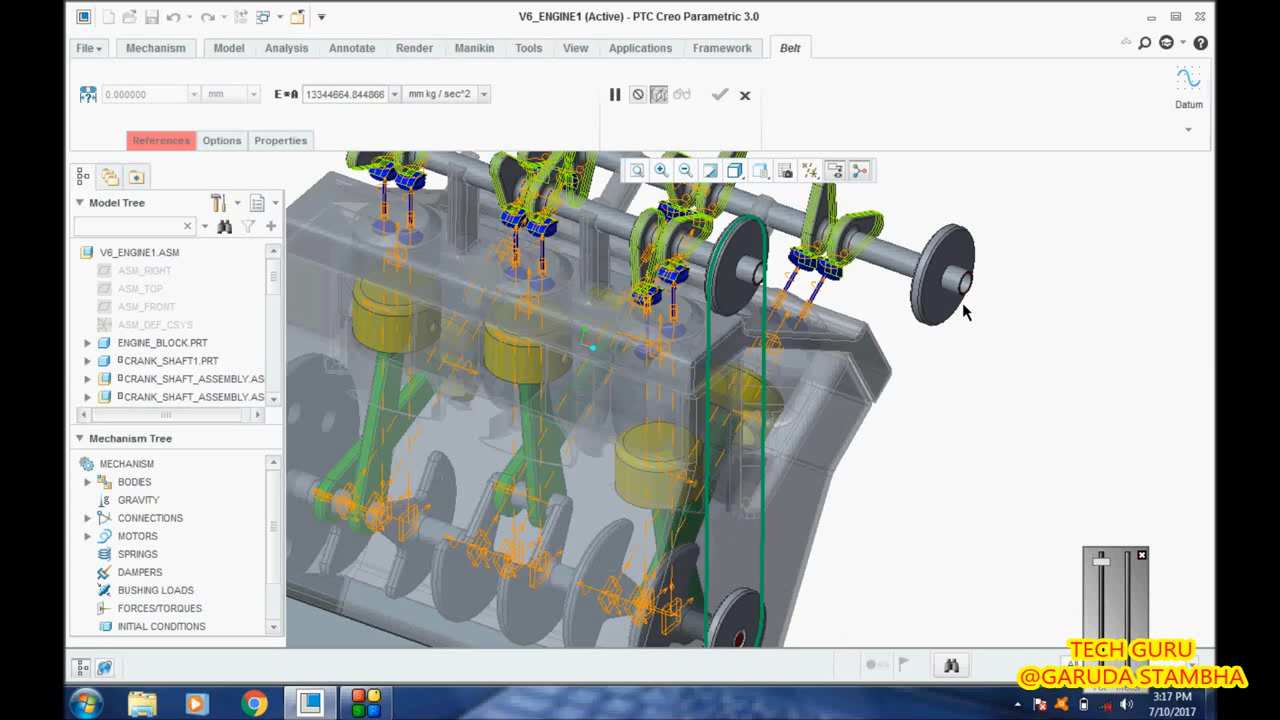 V6_ENGINE1 (Active) - PTC Creo Parametric 3.0
File Mechanism Model Analysis Annotate Render Manikin Tools View Applications Framework Belt
0.000000 mm E*A 13344664.844866 mm kg / sec^2
Datum
References Options Properties
Model Tree
V6_ENGINE1.ASM
ASM_RIGHT
ASM_TOP
ASM_FRONT
ASM_DEF_CSYS
ENGINE_BLOCK.PRT
CRANK_SHAFT1.PRT
CRANK_SHAFT_ASSEMBLY.AS
CRANK_SHAFT_ASSEMBLY.AS
Mechanism Tree
MECHANISM
BODIES
GRAVITY
CONNECTIONS
MOTORS
SPRINGS
DAMPERS
BUSHING LOADS
FORCES/TORQUES
INITIAL CONDITIONS
TECH GURU
@GARUDA STAMBHA
3:17 PM
7/10/2017